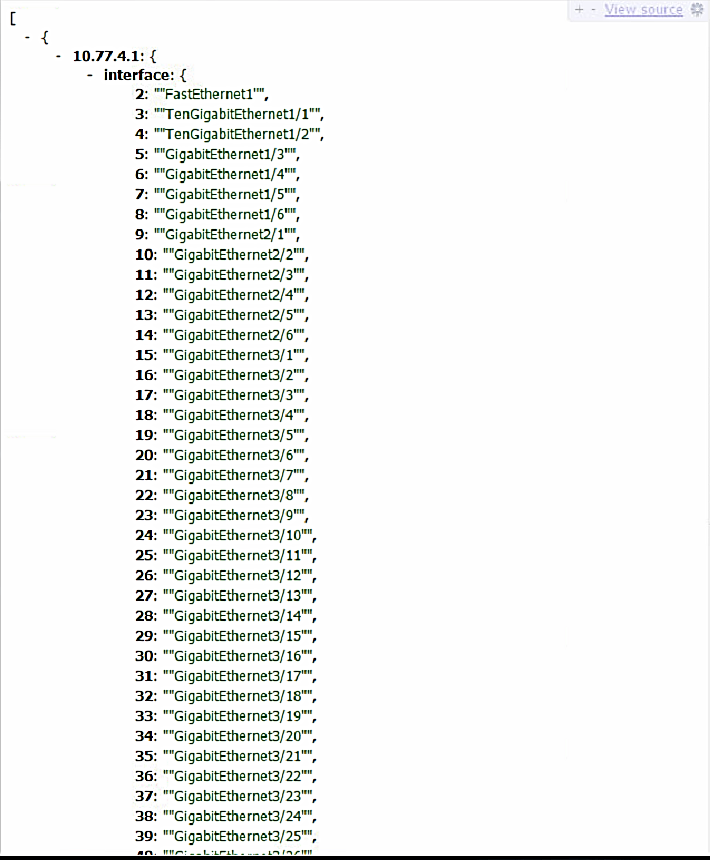 + - View source
[
- {
- 10.77.4.1: {
- interface: {
2: ""FastEthernet1"",
3: ""TenGigabitEthernet1/1"",
4: ""TenGigabitEthernet1/2"",
5: ""GigabitEthernet1/3"",
6: ""GigabitEthernet1/4"",
7: ""GigabitEthernet1/5"",
8: ""GigabitEthernet1/6"",
9: ""GigabitEthernet2/1"",
10: ""GigabitEthernet2/2"",
11: ""GigabitEthernet2/3"",
12: ""GigabitEthernet2/4"",
13: ""GigabitEthernet2/5"",
14: ""GigabitEthernet2/6"",
15: ""GigabitEthernet3/1"",
16: ""GigabitEthernet3/2"",
17: ""GigabitEthernet3/3"",
18: ""GigabitEthernet3/4"",
19: ""GigabitEthernet3/5"",
20: ""GigabitEthernet3/6"",
21: ""GigabitEthernet3/7"",
22: ""GigabitEthernet3/8"",
23: ""GigabitEthernet3/9"",
24: ""GigabitEthernet3/10"",
25: ""GigabitEthernet3/11"",
26: ""GigabitEthernet3/12"",
27: ""GigabitEthernet3/13"",
28: ""GigabitEthernet3/14"",
29: ""GigabitEthernet3/15"",
30: ""GigabitEthernet3/16"",
31: ""GigabitEthernet3/17"",
32: ""GigabitEthernet3/18"",
33: ""GigabitEthernet3/19"",
34: ""GigabitEthernet3/20"",
35: ""GigabitEthernet3/21"",
36: ""GigabitEthernet3/22"",
37: ""GigabitEthernet3/23"",
38: ""GigabitEthernet3/24"",
39: ""GigabitEthernet3/25"",